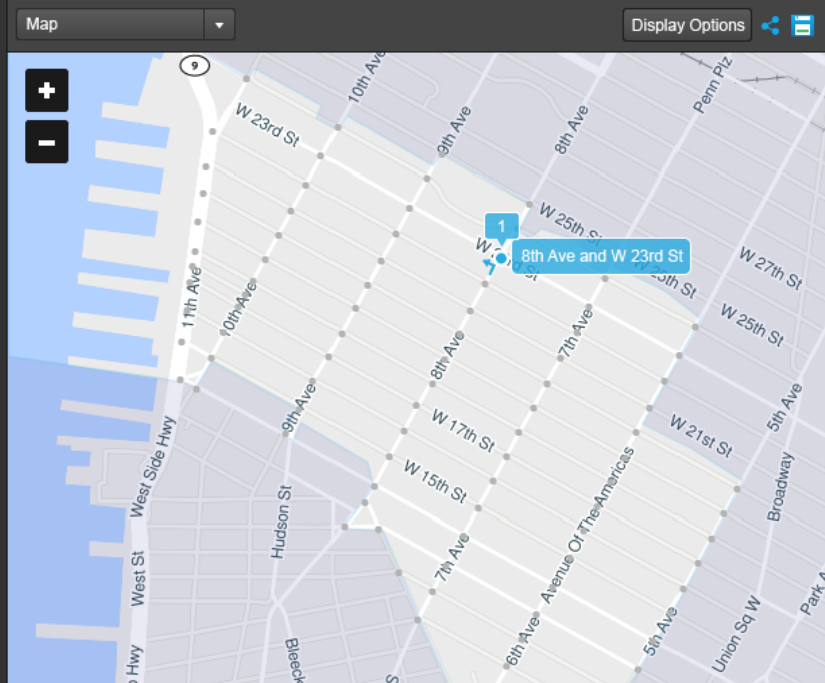 Map
Display Options
+
−
9
10th Ave
Penn Plz
W 23rd St
9th Ave
8th Ave
W 25th St
1
8th Ave and W 23rd St
W 27th St
W 25th St
11th Ave
10th Ave
7th Ave
8th Ave
9th Ave
5th Ave
W 17th St
W 21st St
West Side Hwy
W 15th St
Broadway
Avenue Of The Americas
Hudson St
7th Ave
West St
Park A
6th Ave
5th Ave
Union Sq W
Bleeck
Hwy
S